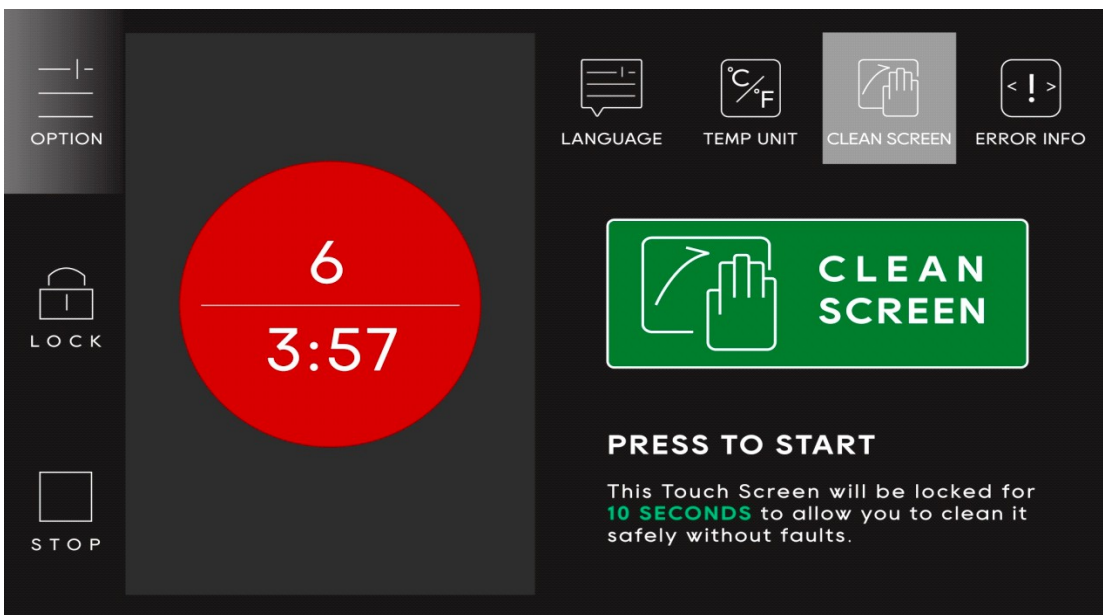 OPTION
LOCK
STOP
6
3:57
LANGUAGE
TEMP UNIT
CLEAN SCREEN
ERROR INFO
°C/°F
< ! >
CLEAN
SCREEN
PRESS TO START
This Touch Screen will be locked for
10 SECONDS to allow you to clean it
safely without faults.